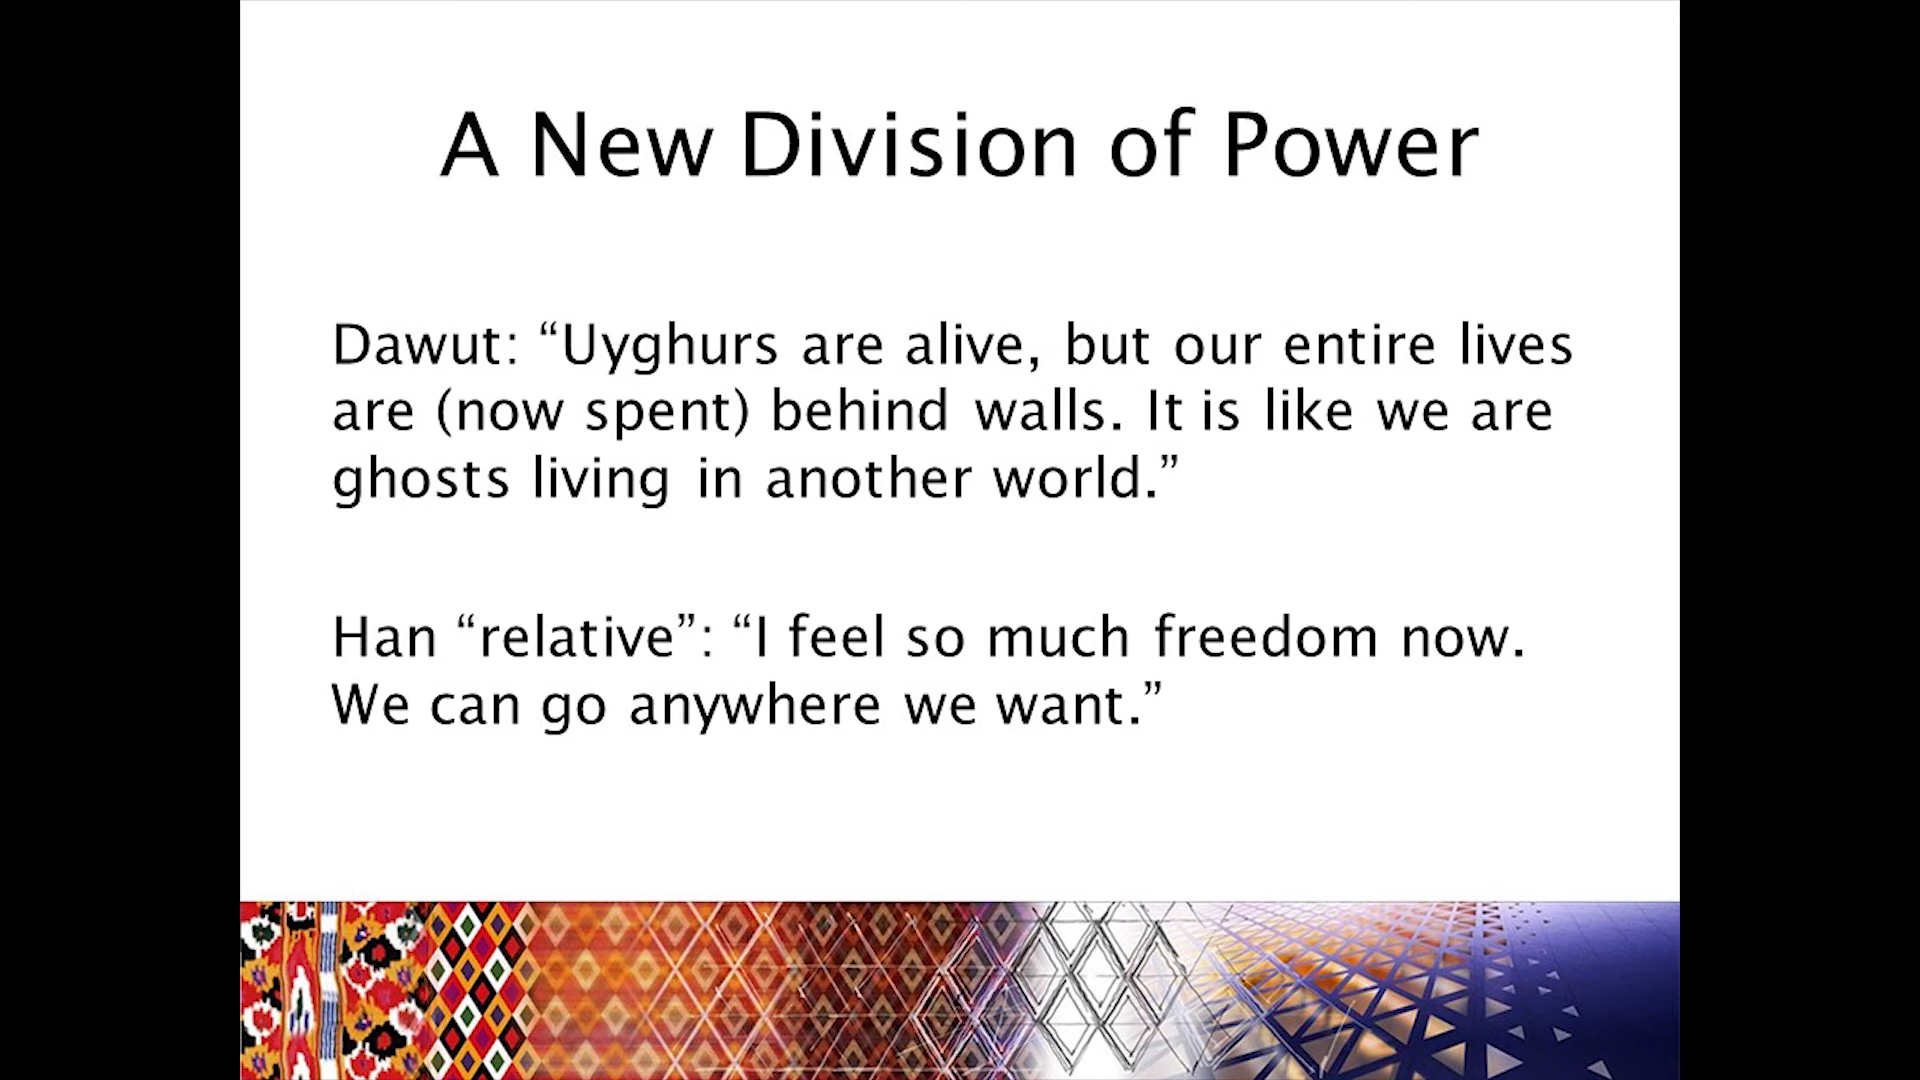 A New Division of Power
Dawut: “Uyghurs are alive, but our entire lives
are (now spent) behind walls. It is like we are
ghosts living in another world.”
Han “relative”: “I feel so much freedom now.
We can go anywhere we want.”